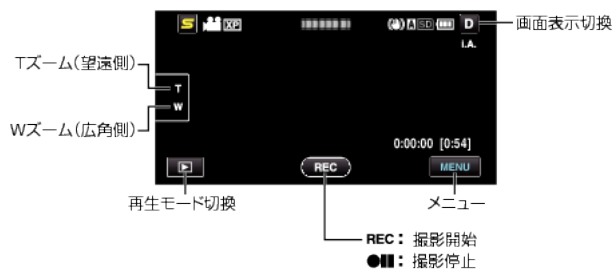 S XP SD D 画面表示切換
I.A.
Tズーム(望遠側)
T
W
Wズーム(広角側)
0:00:00 [0:54]
REC MENU
再生モード切換 メニュー
REC: 撮影開始
●▮▮: 撮影停止